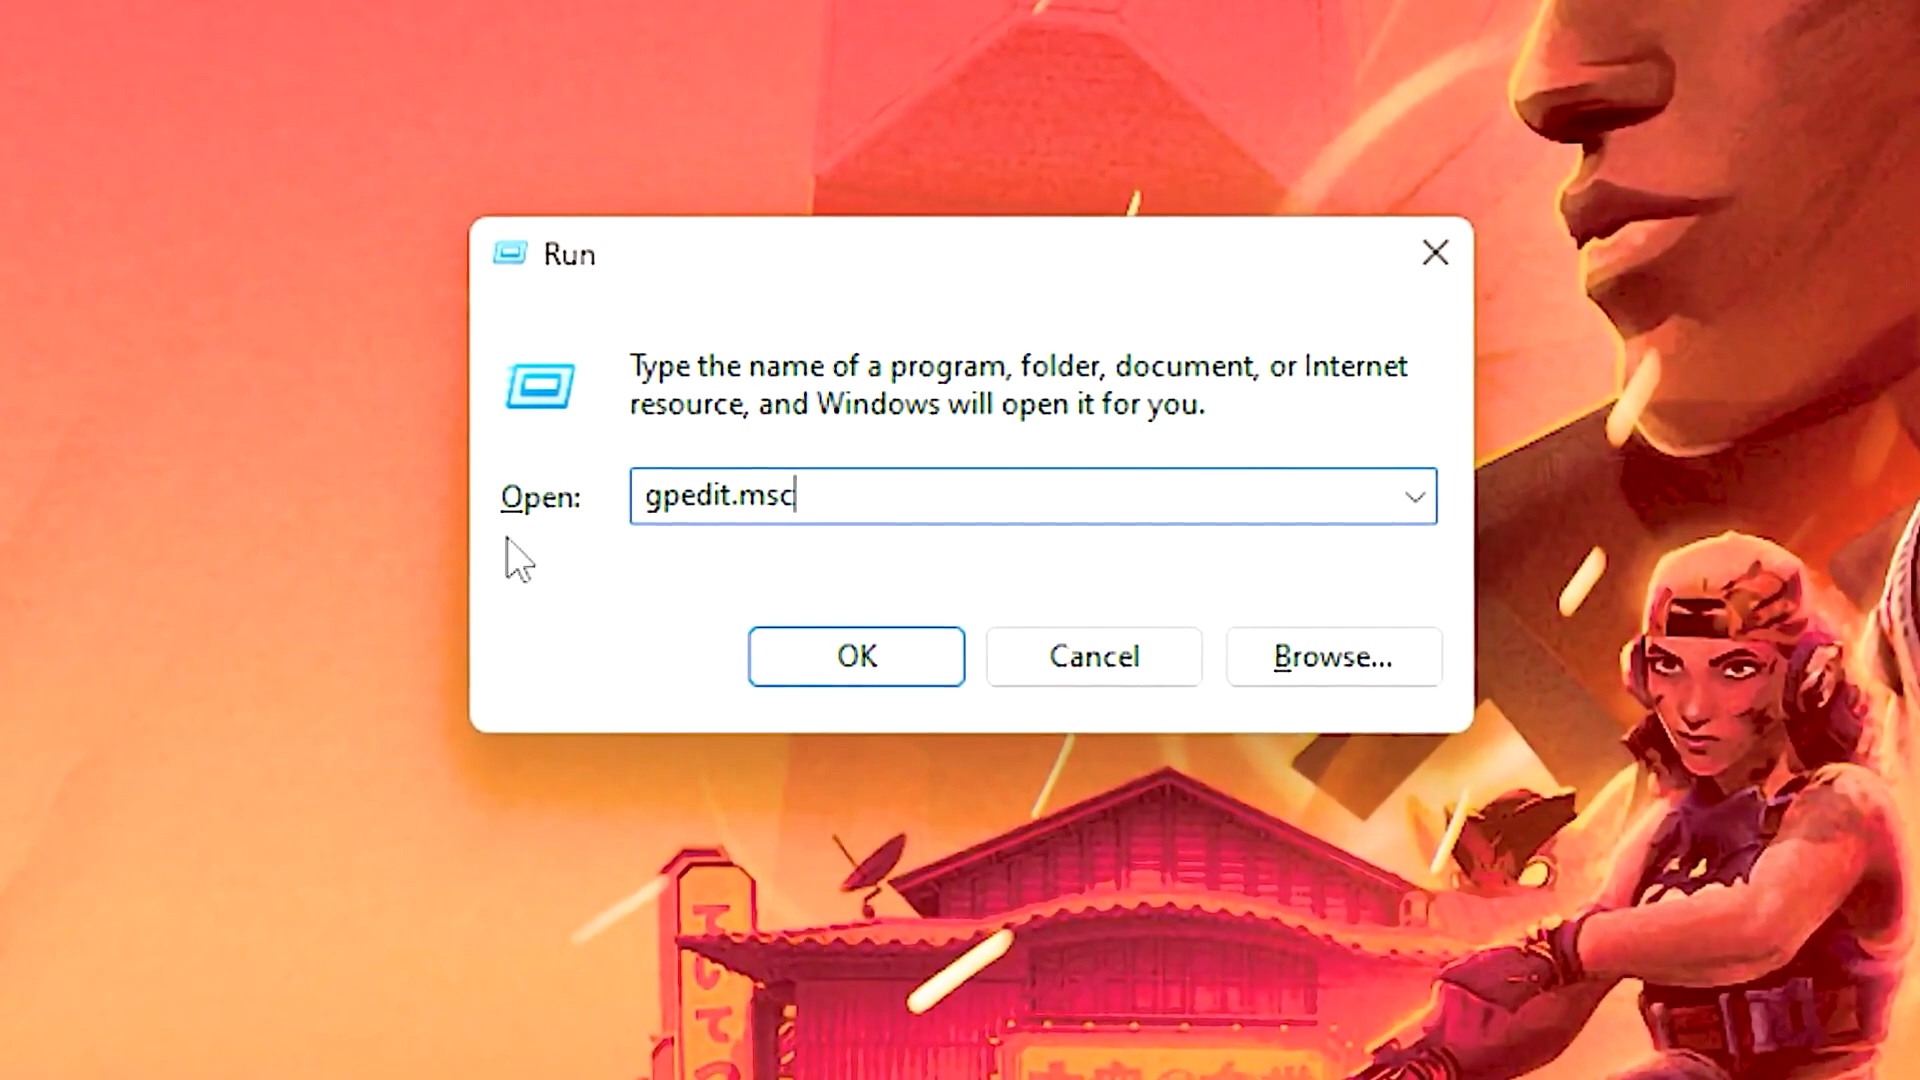 Run
Type the name of a program, folder, document, or Internet
resource, and Windows will open it for you.
Open:
gpedit.msc
OK
Cancel
Browse...